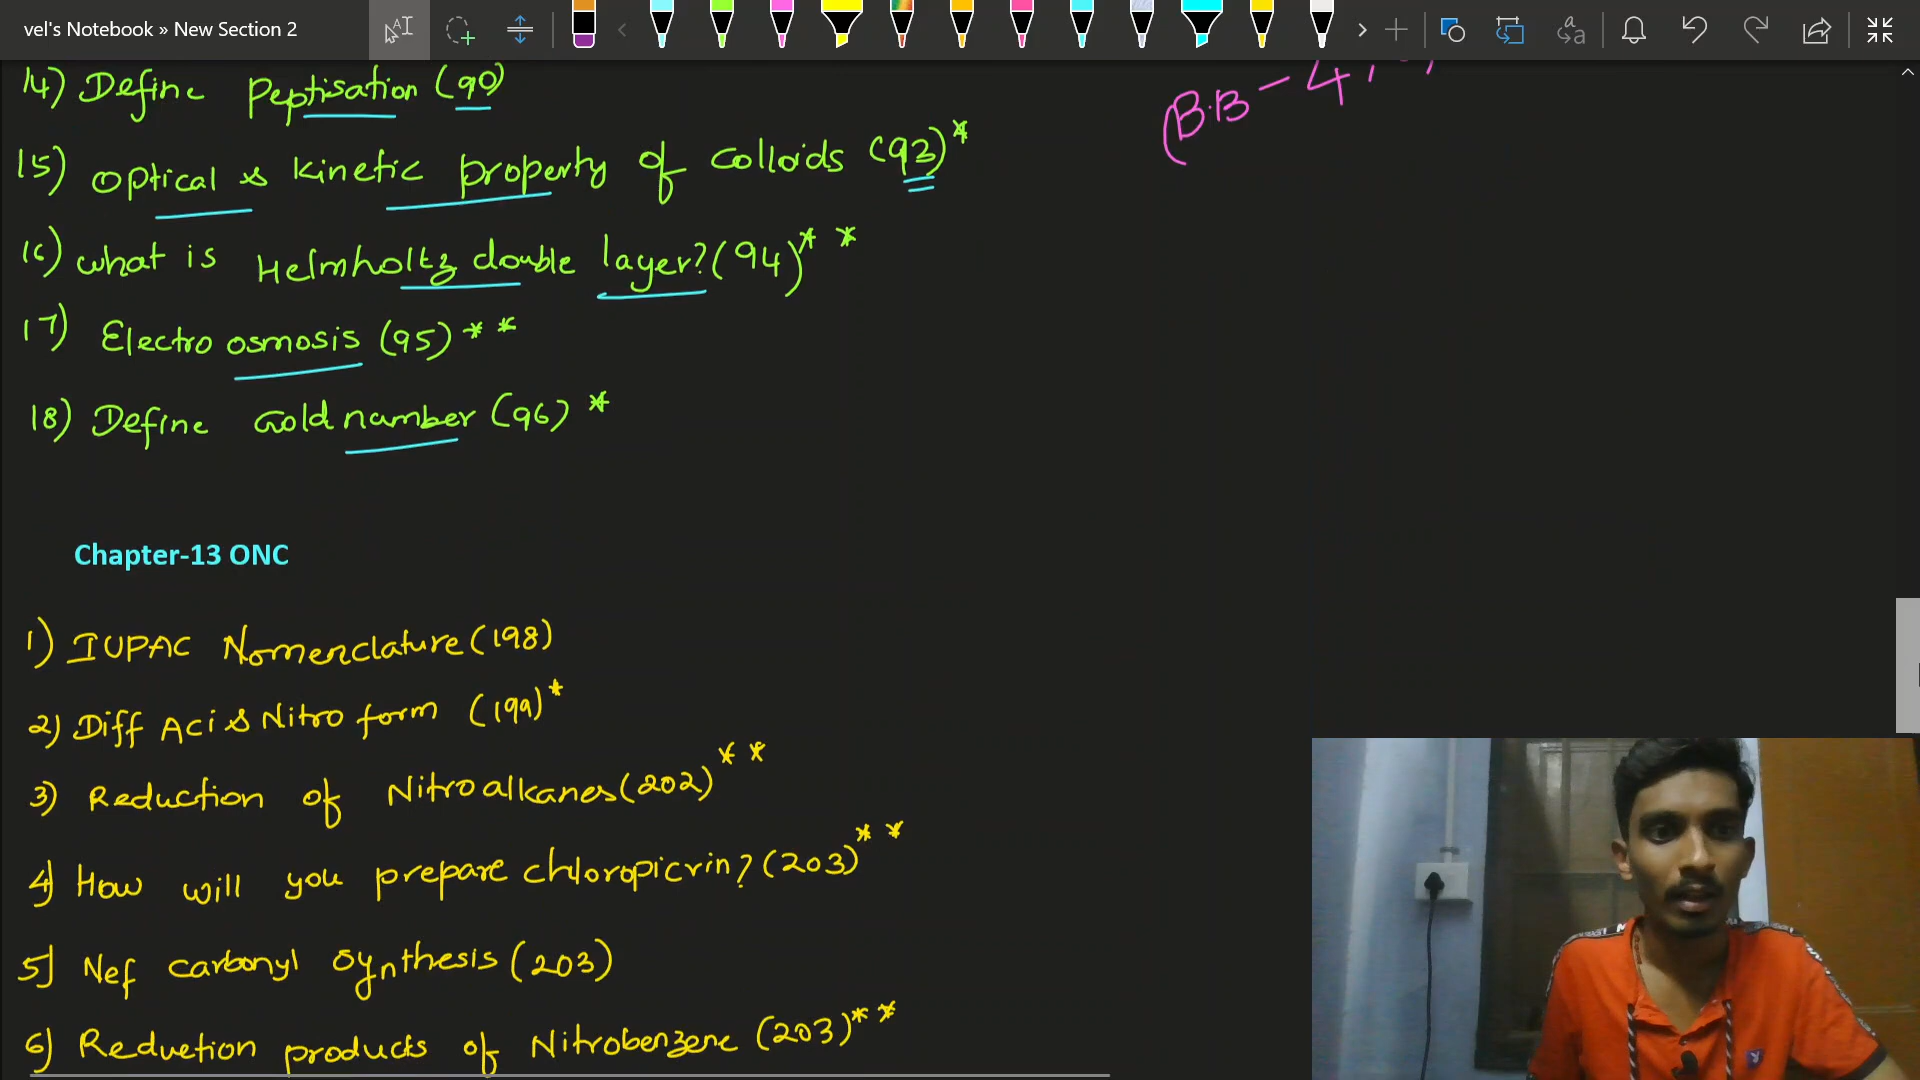 vel's Notebook » New Section 2
14) Define Peptisation (90)
(B.B - 4,
15) Optical & kinetic property of colloids (93)*
16) what is Helmholtz double layer? (94)* *
17) Electro osmosis (95) * *
18) Define Gold number (96) *
Chapter-13 ONC
1) IUPAC Nomenclature (198)
2) Diff Aci & Nitro form (199)*
3) Reduction of Nitroalkanes (202)* *
4) How will you prepare chloropicrin? (203)* *
5) Nef carbonyl synthesis (203)
6) Reduction products of Nitrobenzene (203)* *